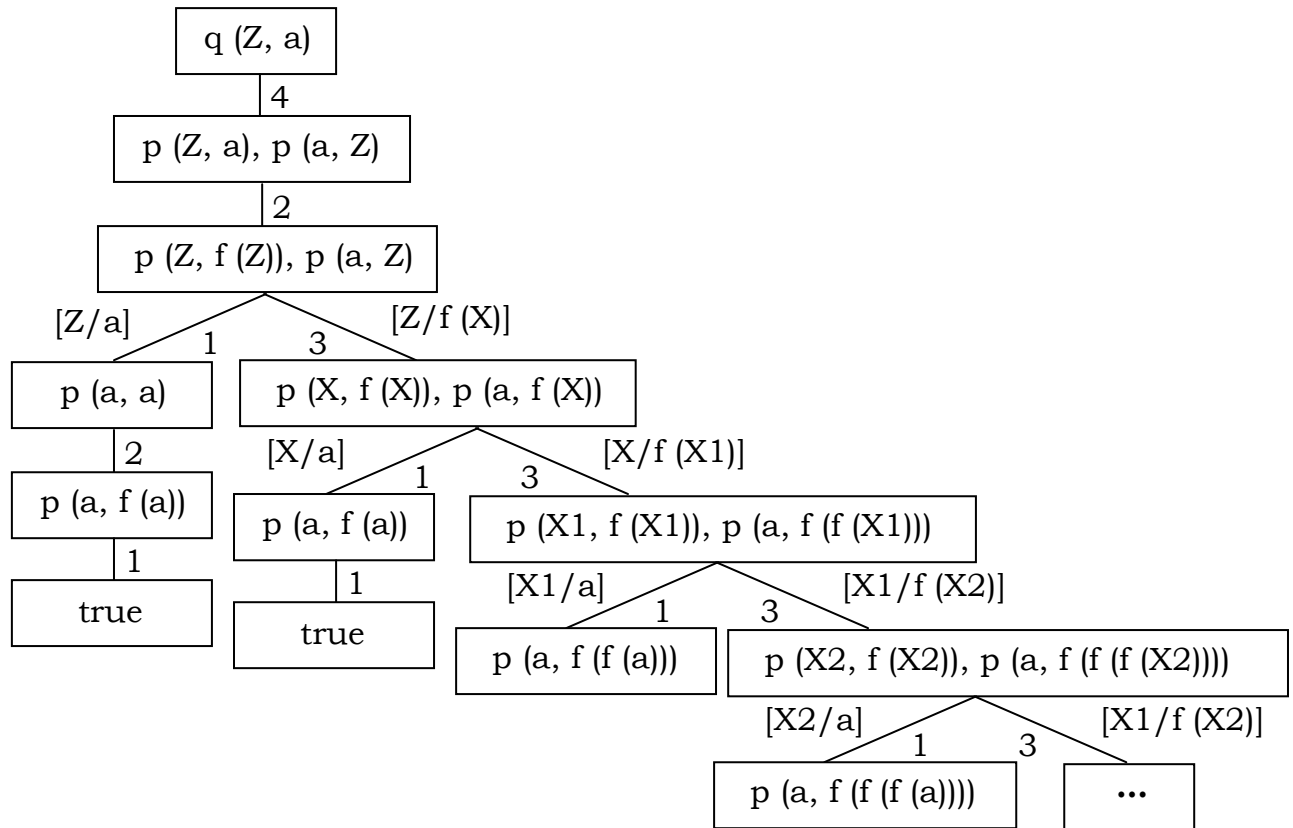 q (Z, a)
4
p (Z, a), p (a, Z)
2
p (Z, f (Z)), p (a, Z)
[Z/a] [Z/f (X)]
1 3
p (a, a) p (X, f (X)), p (a, f (X))
2 [X/a] [X/f (X1)]
1 3
p (a, f (a)) p (a, f (a)) p (X1, f (X1)), p (a, f (f (X1)))
1 1 [X1/a] [X1/f (X2)]
1 3
true true p (a, f (f (a))) p (X2, f (X2)), p (a, f (f (f (X2))))
[X2/a] [X1/f (X2)]
1 3
p (a, f (f (f (a)))) ...